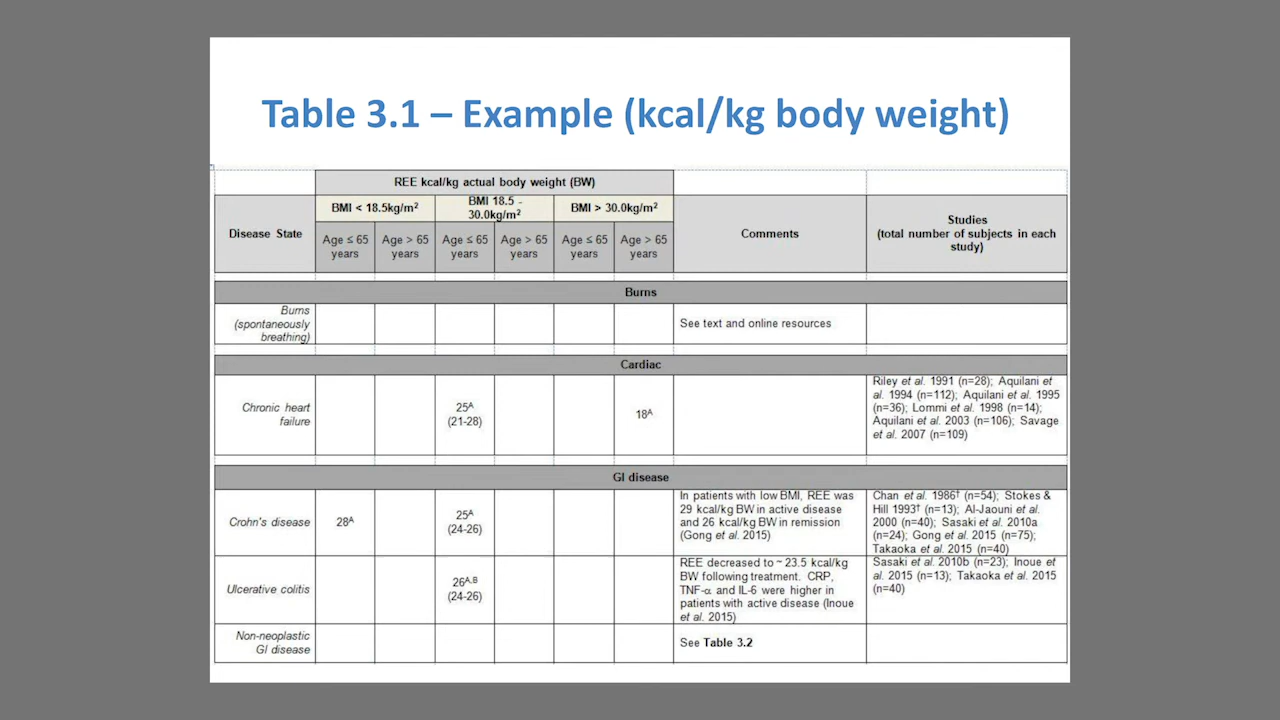 Table 3.1 – Example (kcal/kg body weight)
REE kcal/kg actual body weight (BW)
BMI < 18.5kg/m²
BMI 18.5 -
30.0kg/m²
BMI > 30.0kg/m²
Disease State
Age ≤ 65
years
Age > 65
years
Age ≤ 65
years
Age > 65
years
Age ≤ 65
years
Age > 65
years
Comments
Studies
(total number of subjects in each
study)
Burns
Burns
(spontaneously
breathing)
See text and online resources
Cardiac
Chronic heart
failure
25ᴬ
(21-28)
18ᴬ
Riley et al. 1991 (n=28); Aquilani et
al. 1994 (n=112); Aquilani et al. 1995
(n=36); Lommi et al. 1998 (n=14);
Aquilani et al. 2003 (n=106); Savage
et al. 2007 (n=109)
GI disease
Crohn's disease
28ᴬ
25ᴬ
(24-26)
In patients with low BMI, REE was
29 kcal/kg BW in active disease
and 26 kcal/kg BW in remission
(Gong et al. 2015)
Chan et al. 1986† (n=54); Stokes &
Hill 1993† (n=13); Al-Jaouni et al.
2000 (n=40); Sasaki et al. 2010a
(n=24); Gong et al. 2015 (n=75);
Takaoka et al. 2015 (n=40)
Ulcerative colitis
26ᴬ,ᴮ
(24-26)
REE decreased to ~ 23.5 kcal/kg
BW following treatment. CRP,
TNF-α and IL-6 were higher in
patients with active disease (Inoue
et al. 2015)
Sasaki et al. 2010b (n=23); Inoue et
al. 2015 (n=13); Takaoka et al. 2015
(n=40)
Non-neoplastic
GI disease
See Table 3.2